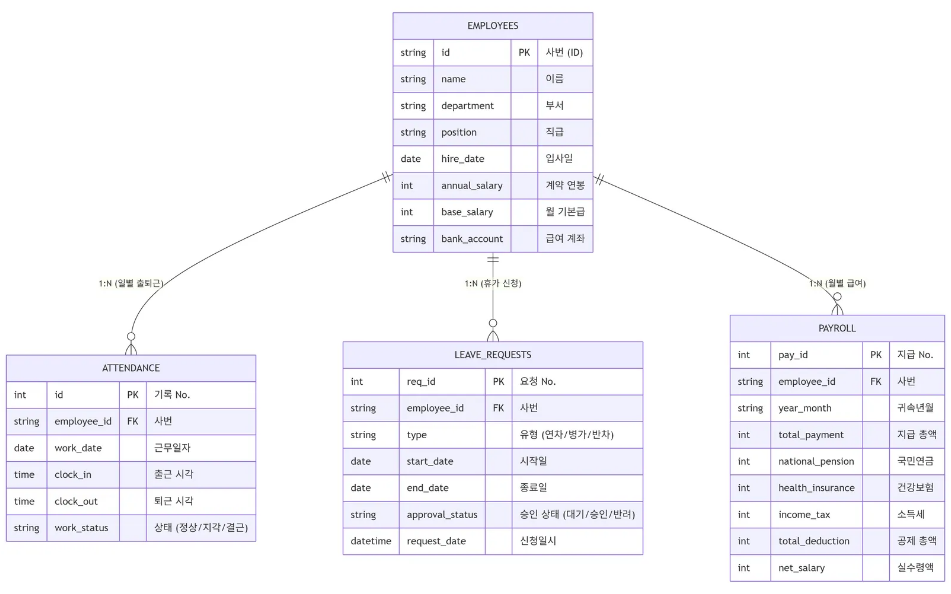 EMPLOYEES
string id PK 사번 (ID)
string name 이름
string department 부서
string position 직급
date hire_date 입사일
int annual_salary 계약 연봉
int base_salary 월 기본급
string bank_account 급여 계좌
1:N (일별 출퇴근)
1:N (휴가 신청)
1:N (월별 급여)
ATTENDANCE
int id PK 기록 No.
string employee_id FK 사번
date work_date 근무일자
time clock_in 출근 시각
time clock_out 퇴근 시각
string work_status 상태 (정상/지각/결근)
LEAVE_REQUESTS
int req_id PK 요청 No.
string employee_id FK 사번
string type 유형 (연차/병가/반차)
date start_date 시작일
date end_date 종료일
string approval_status 승인 상태 (대기/승인/반려)
datetime request_date 신청일시
PAYROLL
int pay_id PK 지급 No.
string employee_id FK 사번
string year_month 귀속년월
int total_payment 지급 총액
int national_pension 국민연금
int health_insurance 건강보험
int income_tax 소득세
int total_deduction 공제 총액
int net_salary 실수령액